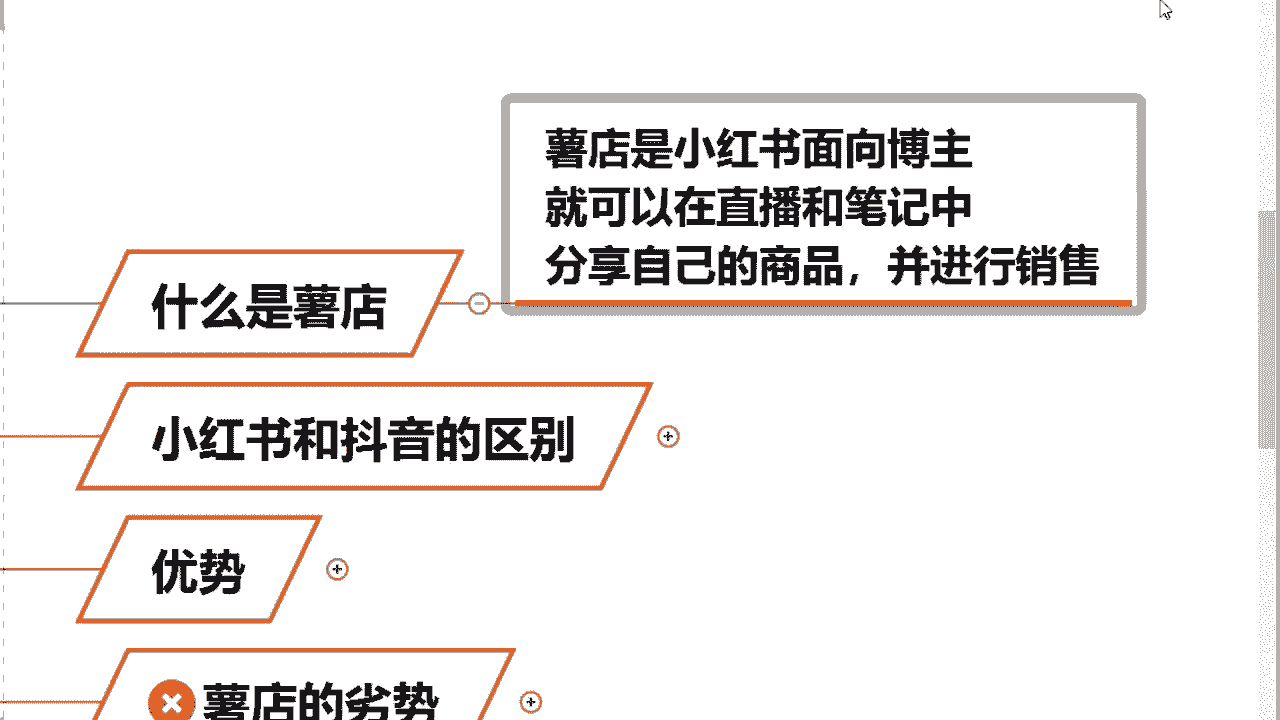 薯店是小红书面向博主
就可以在直播和笔记中
分享自己的商品，并进行销售
什么是薯店
小红书和抖音的区别
优势
薯店的劣势